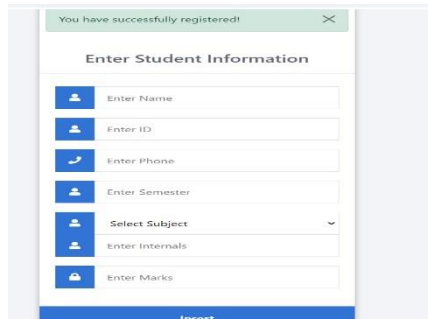 You have successfully registered!
Enter Student Information
Enter Name
Enter ID
Enter Phone
Enter Semester
Select Subject
Enter Internals
Enter Marks
Insert